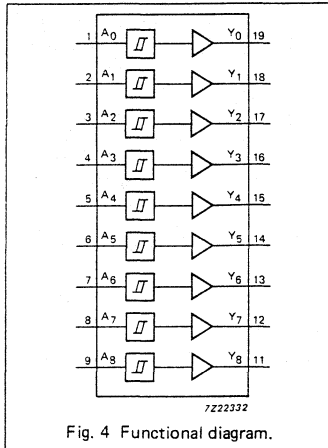 1 A0 Y0 19
2 A1 Y1 18
3 A2 Y2 17
4 A3 Y3 16
5 A4 Y4 15
6 A5 Y5 14
7 A6 Y6 13
8 A7 Y7 12
9 A8 Y8 11
7Z22332
Fig. 4 Functional diagram.